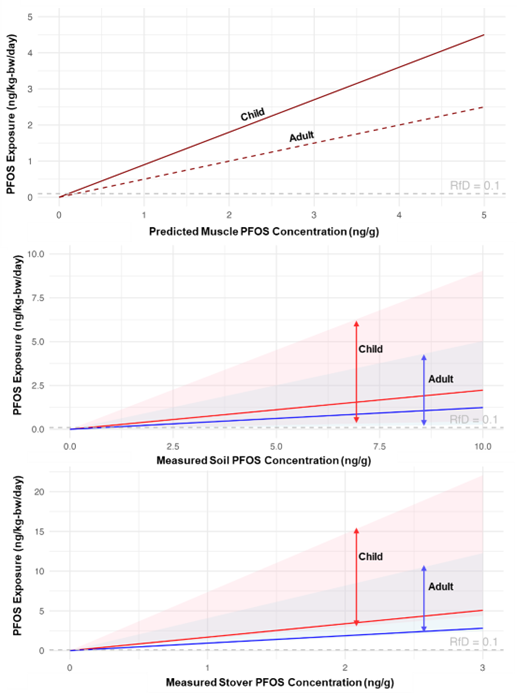 PFOS Exposure (ng/kg-bw/day)
5
4
3
2
1
0
Child
Adult
RfD = 0.1
0 1 2 3 4 5
Predicted Muscle PFOS Concentration (ng/g)
PFOS Exposure (ng/kg-bw/day)
10.0
7.5
5.0
2.5
0.0
Child
Adult
RfD = 0.1
0.0 2.5 5.0 7.5 10.0
Measured Soil PFOS Concentration (ng/g)
PFOS Exposure (ng/kg-bw/day)
20
15
10
5
0
Child
Adult
RfD = 0.1
0 1 2 3
Measured Stover PFOS Concentration (ng/g)